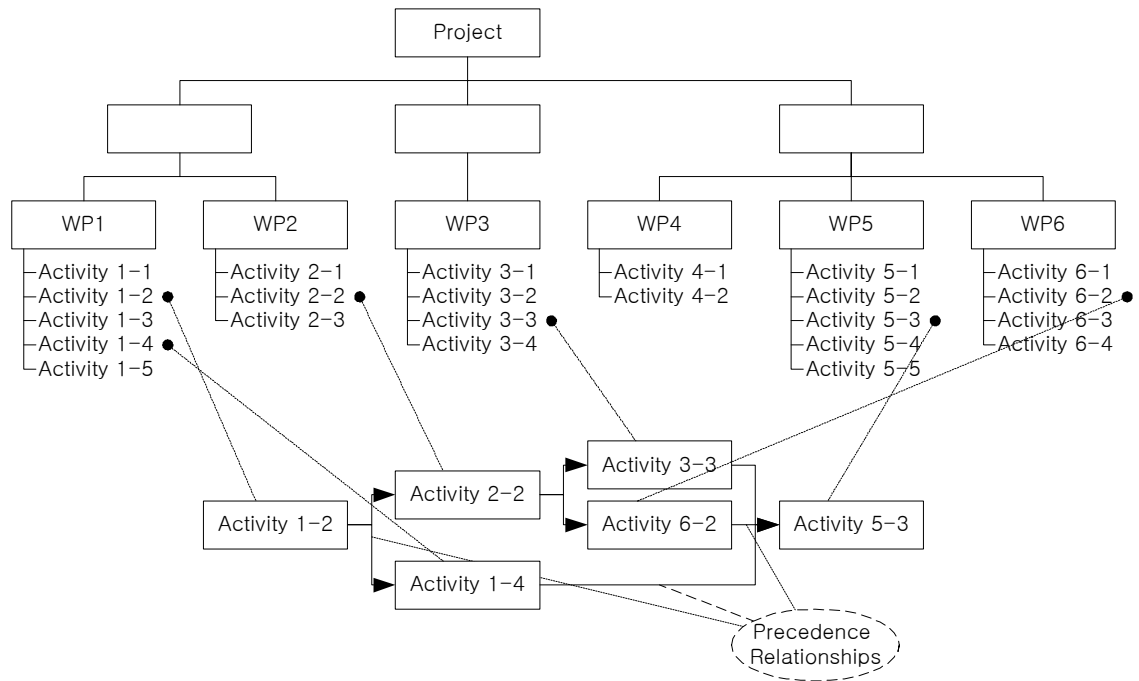 Project
WP1
WP2
WP3
WP4
WP5
WP6
Activity 1-1
Activity 1-2
Activity 1-3
Activity 1-4
Activity 1-5
Activity 2-1
Activity 2-2
Activity 2-3
Activity 3-1
Activity 3-2
Activity 3-3
Activity 3-4
Activity 4-1
Activity 4-2
Activity 5-1
Activity 5-2
Activity 5-3
Activity 5-4
Activity 5-5
Activity 6-1
Activity 6-2
Activity 6-3
Activity 6-4
Activity 1-2
Activity 2-2
Activity 1-4
Activity 3-3
Activity 6-2
Activity 5-3
Precedence
Relationships